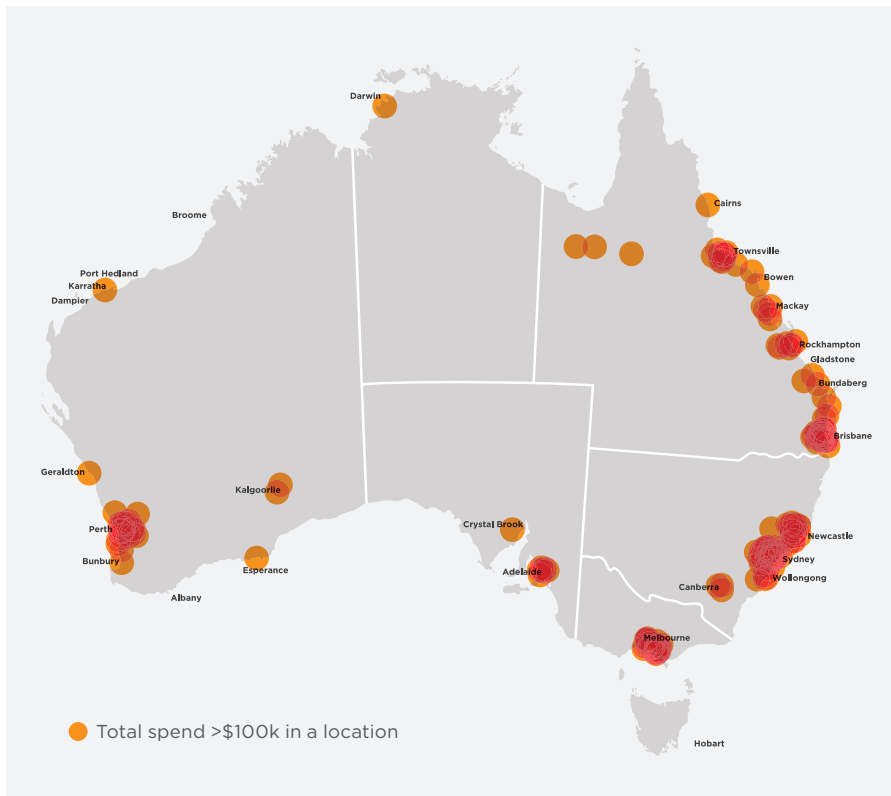 Darwin
Cairns
Broome
Townsville
Port Hedland
Bowen
Karratha
Dampier
Mackay
Rockhampton
Gladstone
Bundaberg
Brisbane
Geraldton
Kalgoorlie
Crystal Brook
Perth
Newcastle
Bunbury
Sydney
Esperance
Adelaide
Wollongong
Canberra
Albany
Melbourne
Total spend >$100k in a location
Hobart